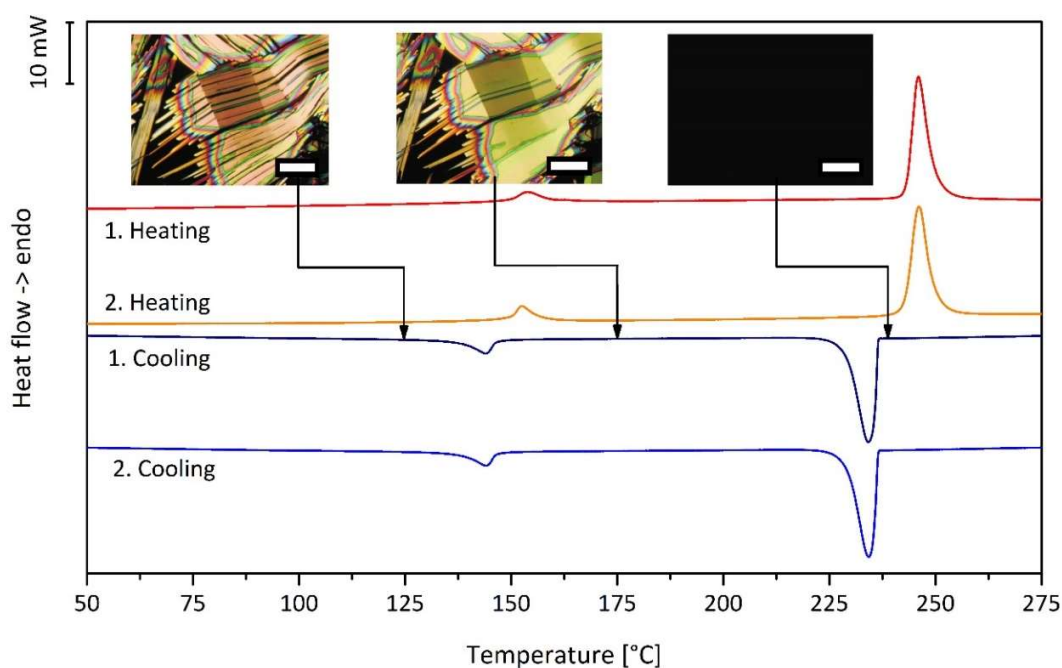 10 mW
Heat flow -> endo
1. Heating
2. Heating
1. Cooling
2. Cooling
50 75 100 125 150 175 200 225 250 275
Temperature [°C]